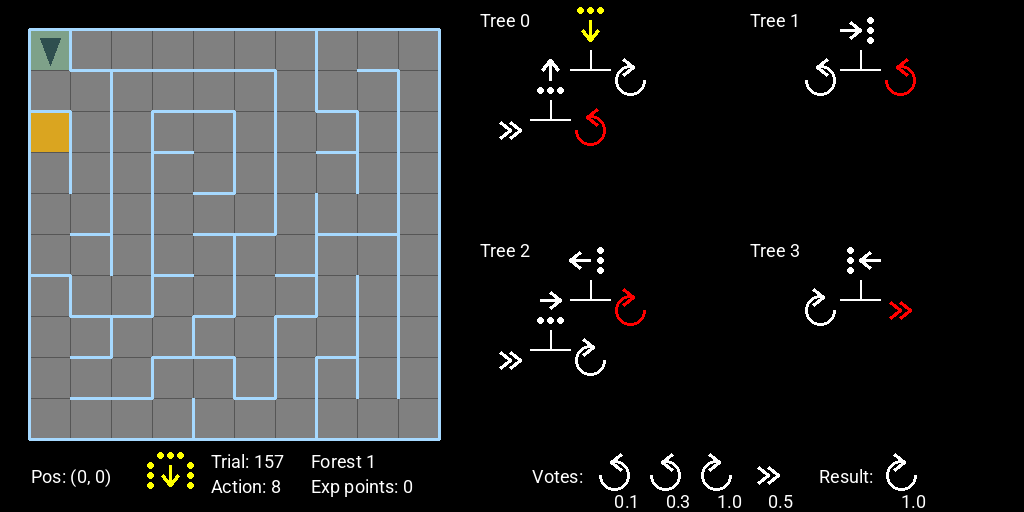 Tree 0
Tree 1
Tree 2
Tree 3
Pos: (0, 0)
Trial: 157
Forest 1
Action: 8
Exp points: 0
Votes:
0.1
0.3
1.0
0.5
Result:
1.0